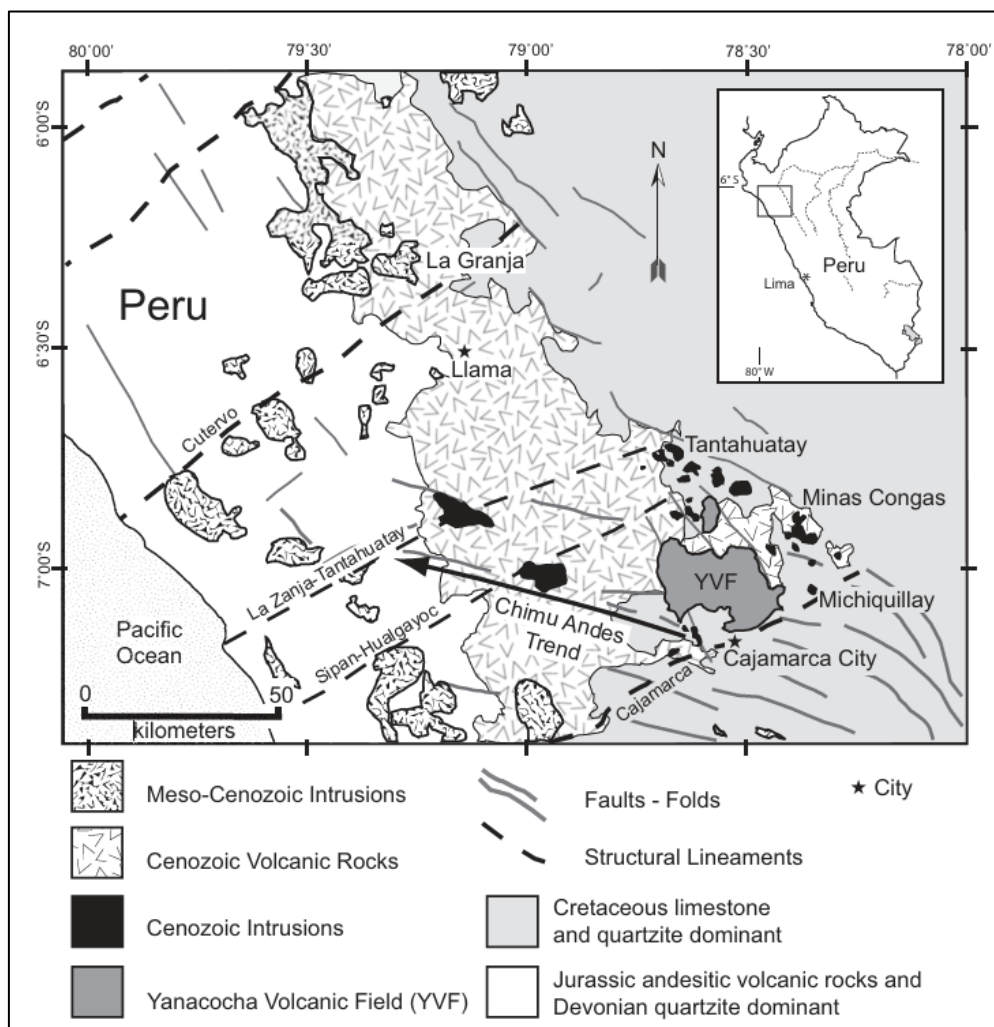 80°00'
79°30'
79°00'
78°30'
78°00'
6°00'S
6°30'S
7°00'S
N
6° S
Peru
Lima
80° W
La Granja
Peru
Llama
Cutervo
Tantahuatay
Minas Congas
La Zanja-Tantahuatay
YVF
Michiquillay
Chimu Andes
Trend
Sipan-Hualgayoc
Cajamarca City
Cajamarca
Pacific
Ocean
0 50
kilometers
Meso-Cenozoic Intrusions
Cenozoic Volcanic Rocks
Cenozoic Intrusions
Yanacocha Volcanic Field (YVF)
Faults - Folds
City
Structural Lineaments
Cretaceous limestone
and quartzite dominant
Jurassic andesitic volcanic rocks and
Devonian quartzite dominant